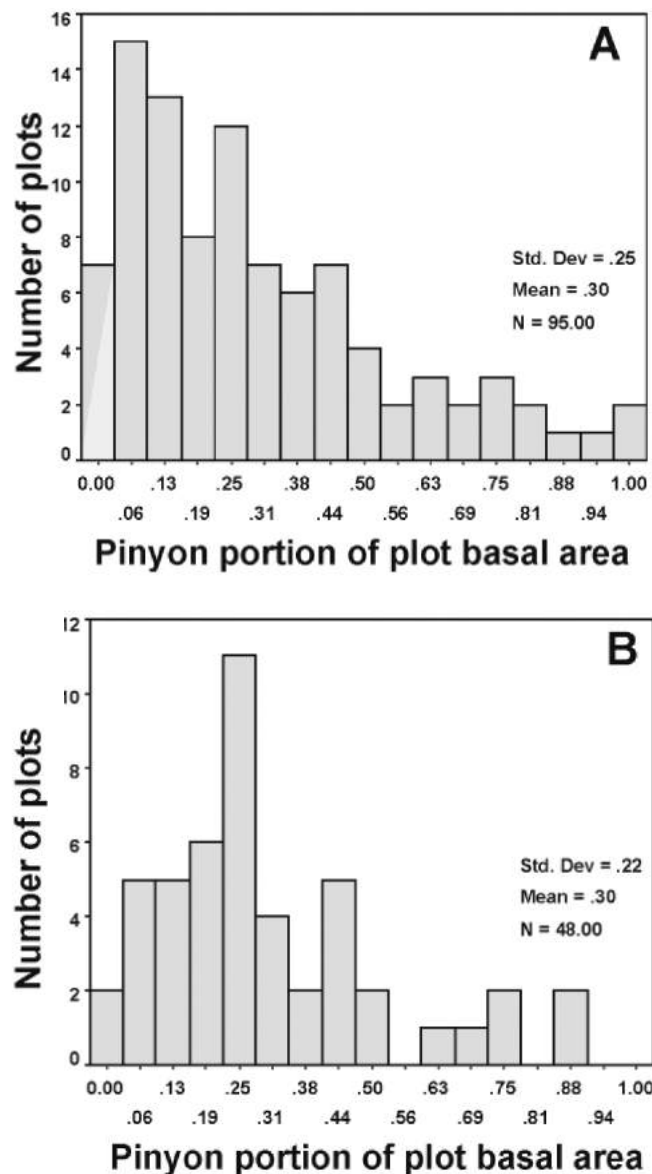 A
16
14
12
10
8
6
4
2
0
Number of plots
Std. Dev = .25
Mean = .30
N = 95.00
0.00 .13 .25 .38 .50 .63 .75 .88 1.00
.06 .19 .31 .44 .56 .69 .81 .94
Pinyon portion of plot basal area
B
12
10
8
6
4
2
0
Number of plots
Std. Dev = .22
Mean = .30
N = 48.00
0.00 .13 .25 .38 .50 .63 .75 .88 1.00
.06 .19 .31 .44 .56 .69 .81 .94
Pinyon portion of plot basal area